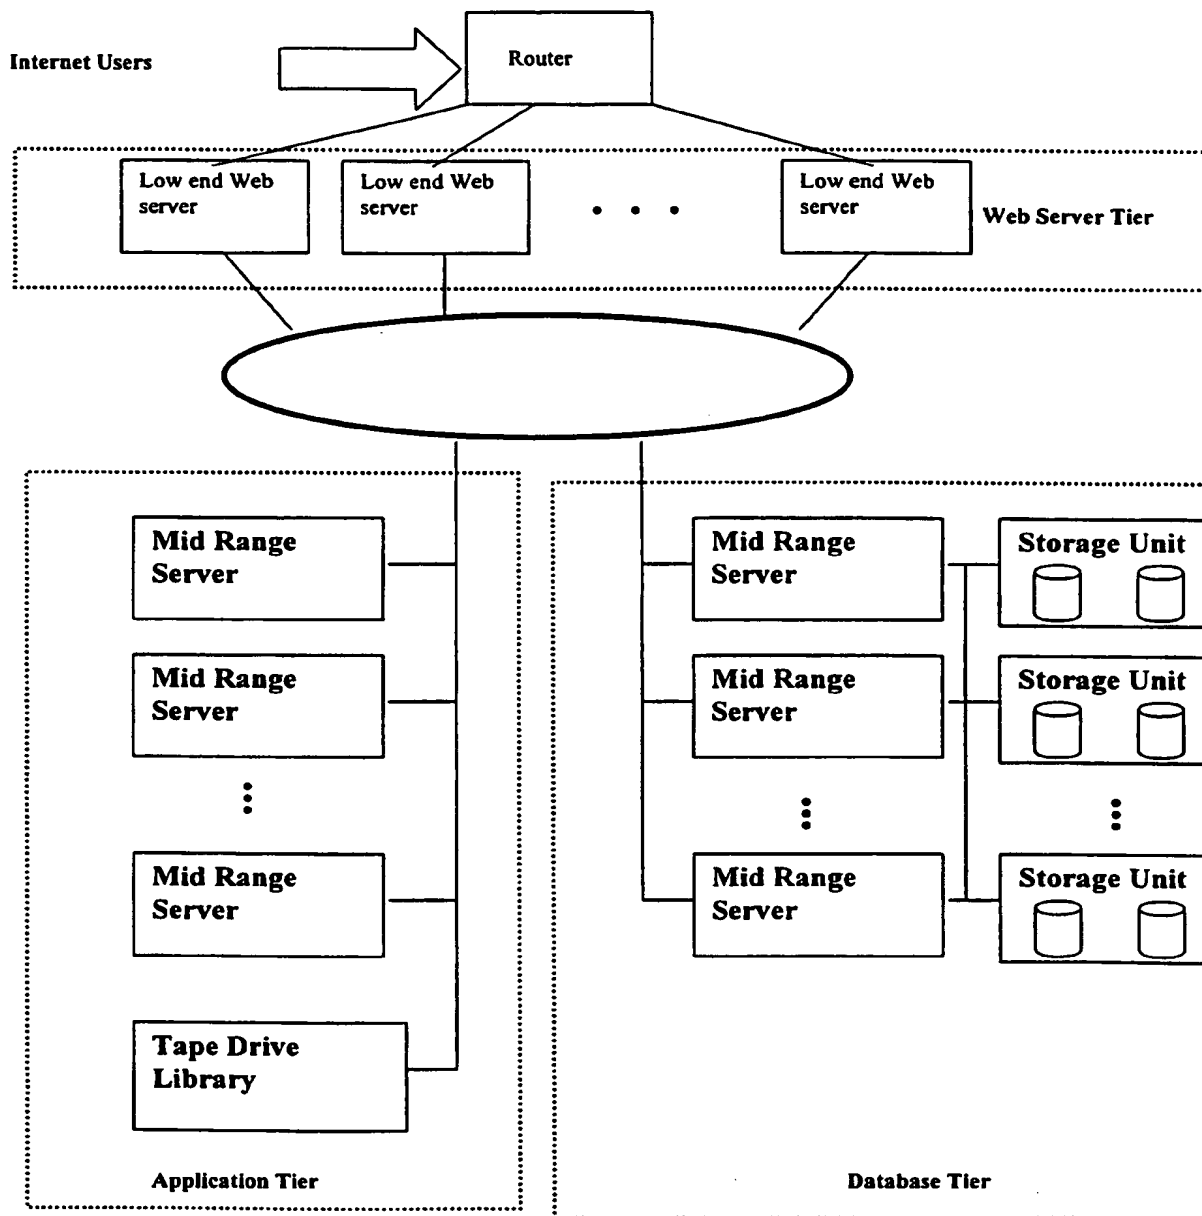 Internet Users
Router
Low end Web
server
Low end Web
server
Low end Web
server
Web Server Tier
Mid Range
Server
Mid Range
Server
Mid Range
Server
Tape Drive
Library
Application Tier
Mid Range
Server
Storage Unit
Mid Range
Server
Storage Unit
Mid Range
Server
Storage Unit
Database Tier